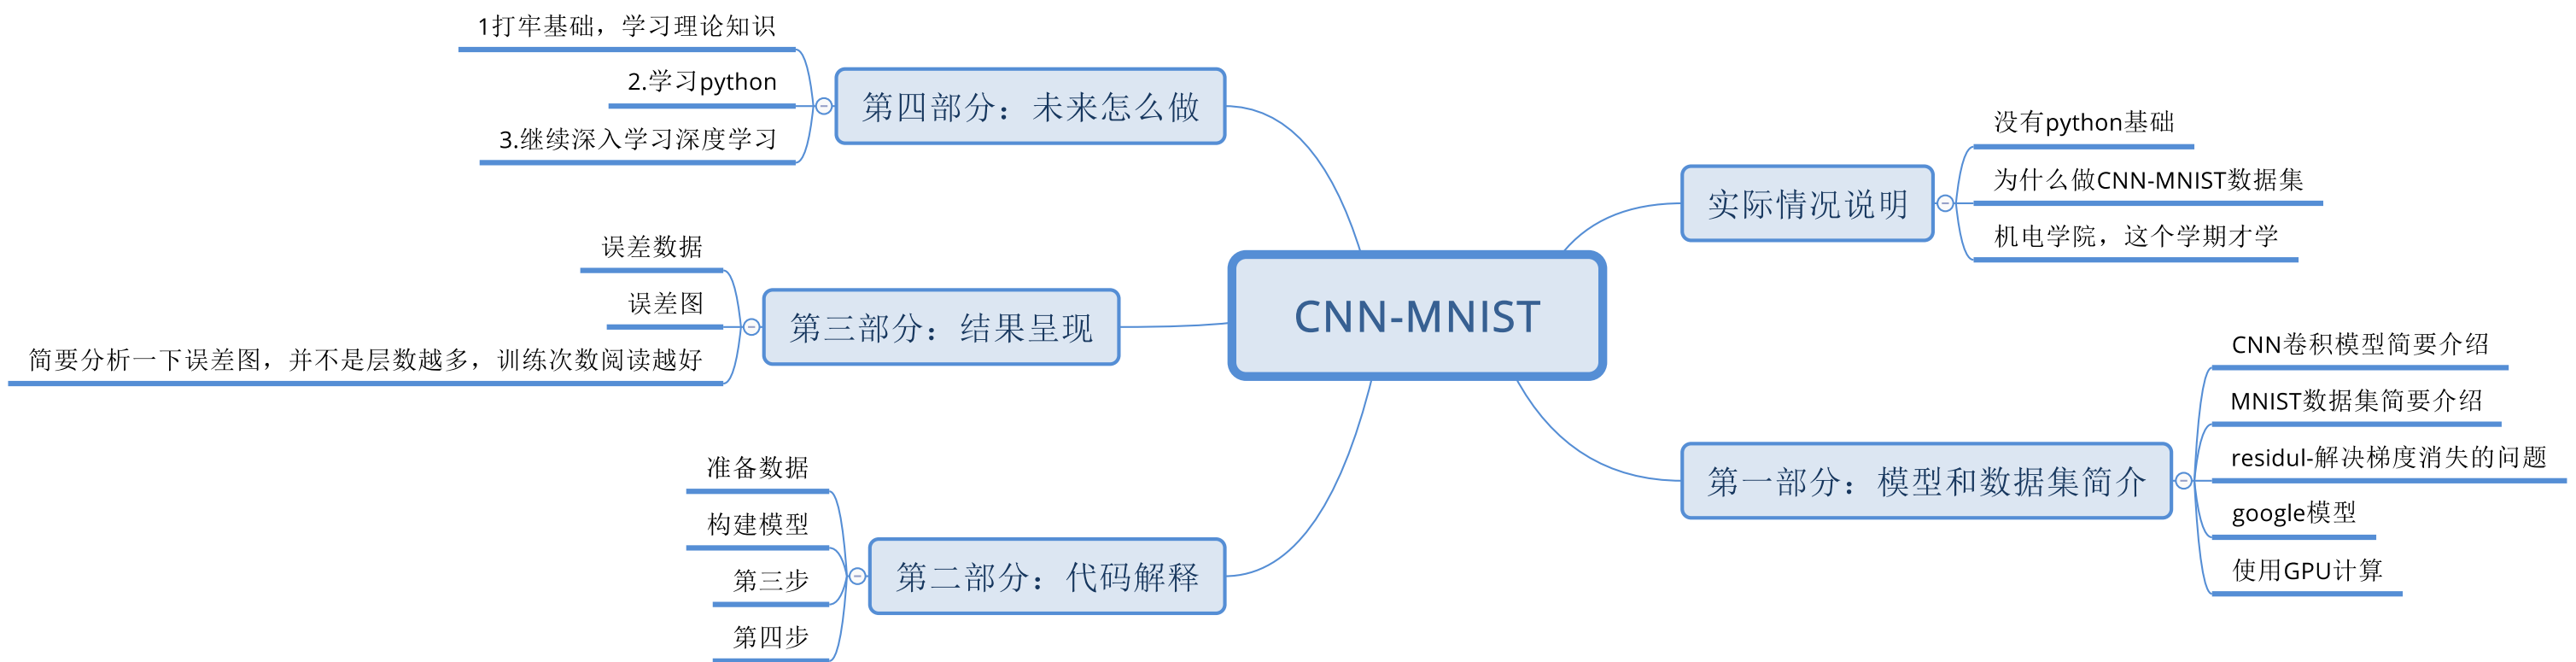 CNN-MNIST
实际情况说明
没有python基础
为什么做CNN-MNIST数据集
机电学院，这个学期才学
第一部分：模型和数据集简介
CNN卷积模型简要介绍
MNIST数据集简要介绍
residul-解决梯度消失的问题
google模型
使用GPU计算
第二部分：代码解释
准备数据
构建模型
第三步
第四步
第三部分：结果呈现
误差数据
误差图
简要分析一下误差图，并不是层数越多，训练次数阅读越好
第四部分：未来怎么做
1打牢基础，学习理论知识
2.学习python
3.继续深入学习深度学习